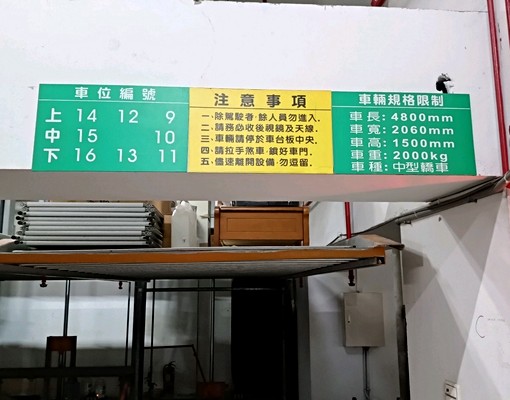 車位編號
上 14 12 9
中 15 10
下 16 13 11
注意事項
一.除駕駛者,餘人員勿進入.
二.請務必收後視鏡及天線.
三.車輛請停於車台板中央.
四.請拉手煞車,鎖好車門.
五.儘速離開設備,勿逗留.
車輛規格限制
車長:4800mm
車寬:2060mm
車高:1500mm
車重:2000kg
車種:中型轎車